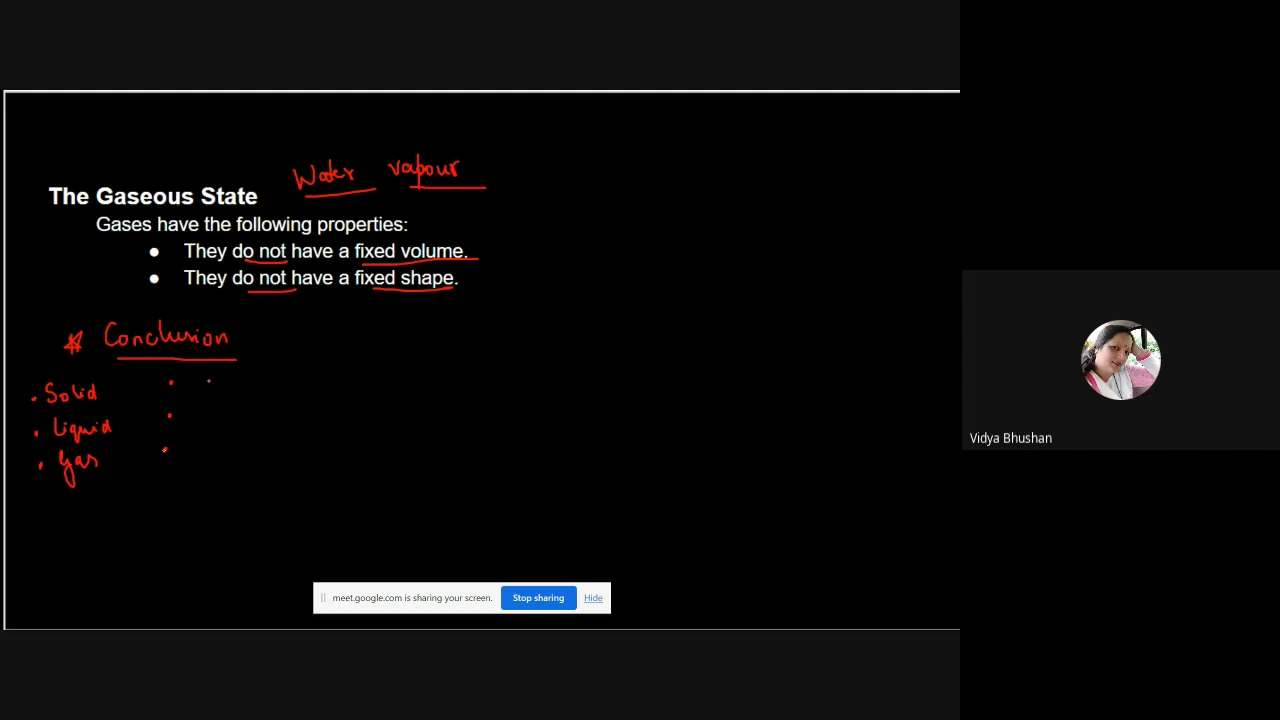 Water vapour
The Gaseous State
Gases have the following properties:
● They do not have a fixed volume.
● They do not have a fixed shape.
* Conclusion
. Solid
. Liquid
. Gas
Vidya Bhushan
meet.google.com is sharing your screen. Stop sharing Hide